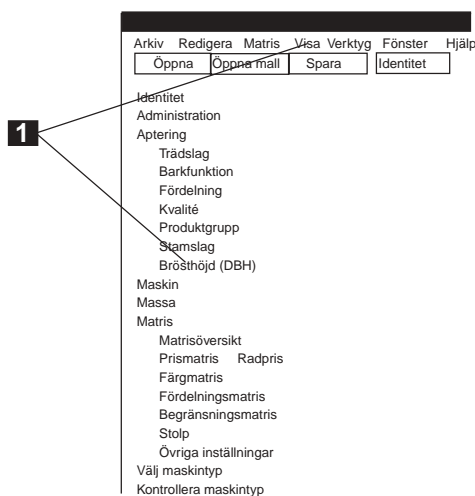 Arkiv Redigera Matris Visa Verktyg Fönster Hjälp
Öppna Öppna mall Spara Identitet
Identitet
Administration
1
Aptering
Trädslag
Barkfunktion
Fördelning
Kvalité
Produktgrupp
Stamslag
Brösthöjd (DBH)
Maskin
Massa
Matris
Matrisöversikt
Prismatris Radpris
Färgmatris
Fördelningsmatris
Begränsningsmatris
Stolp
Övriga inställningar
Välj maskintyp
Kontrollera maskintyp